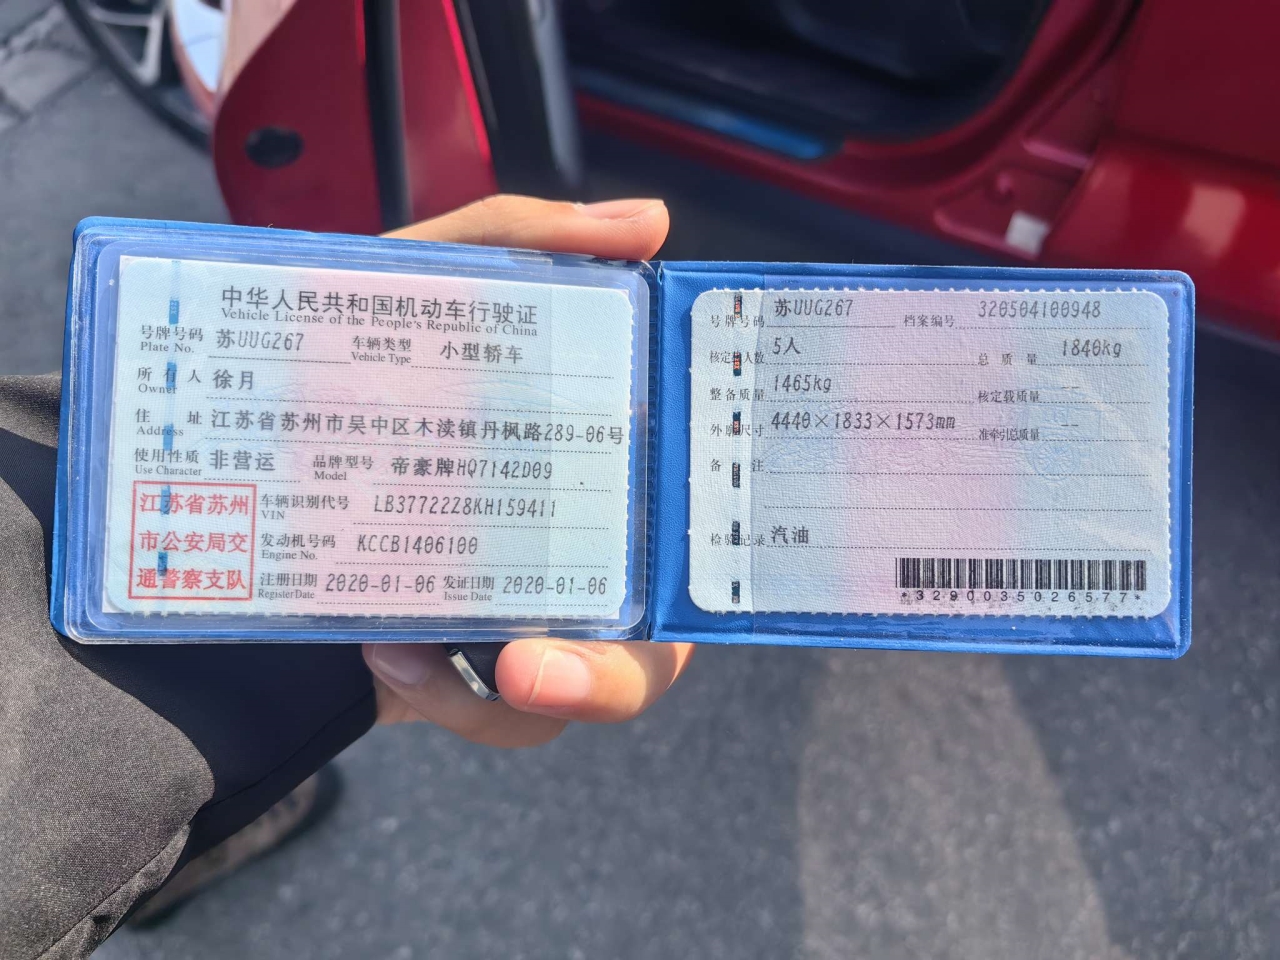 中华人民共和国机动车行驶证
Vehicle License of the People's Republic of China
号牌号码 苏UUG267 车辆类型 小型轿车
Plate No. Vehicle Type
所有人 徐月
Owner
住址 江苏省苏州市吴中区木渎镇丹枫路289-06号
Address
使用性质 非营运 品牌型号 帝豪牌HQ7142D09
Use Character Model
江苏省苏州
市公安局交
通警察支队
车辆识别代号 LB37722Z8KH159411
VIN
发动机号码 KCCB1406100
Engine No.
注册日期 2020-01-06 发证日期 2020-01-06
Register Date Issue Date
号牌号码 苏UUG267 档案编号 320504100948
核定载人数 5人 总质量 1840kg
整备质量 1465kg 核定载质量 --
外廓尺寸 4440×1833×1573mm 准牵引总质量 --
备注
检验记录 汽油
*3290035026577*